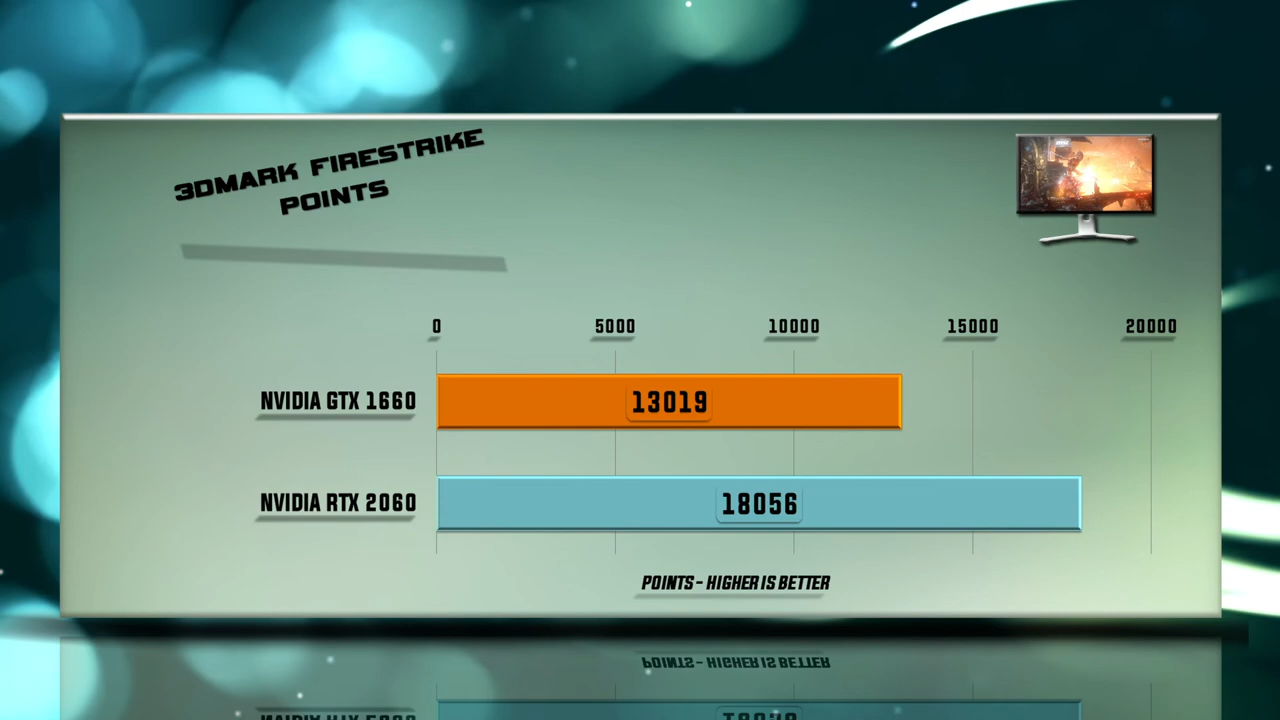 3DMARK FIRESTRIKE
POINTS
0 5000 10000 15000 20000
NVIDIA GTX 1660 13019
NVIDIA RTX 2060 18056
POINTS - HIGHER IS BETTER